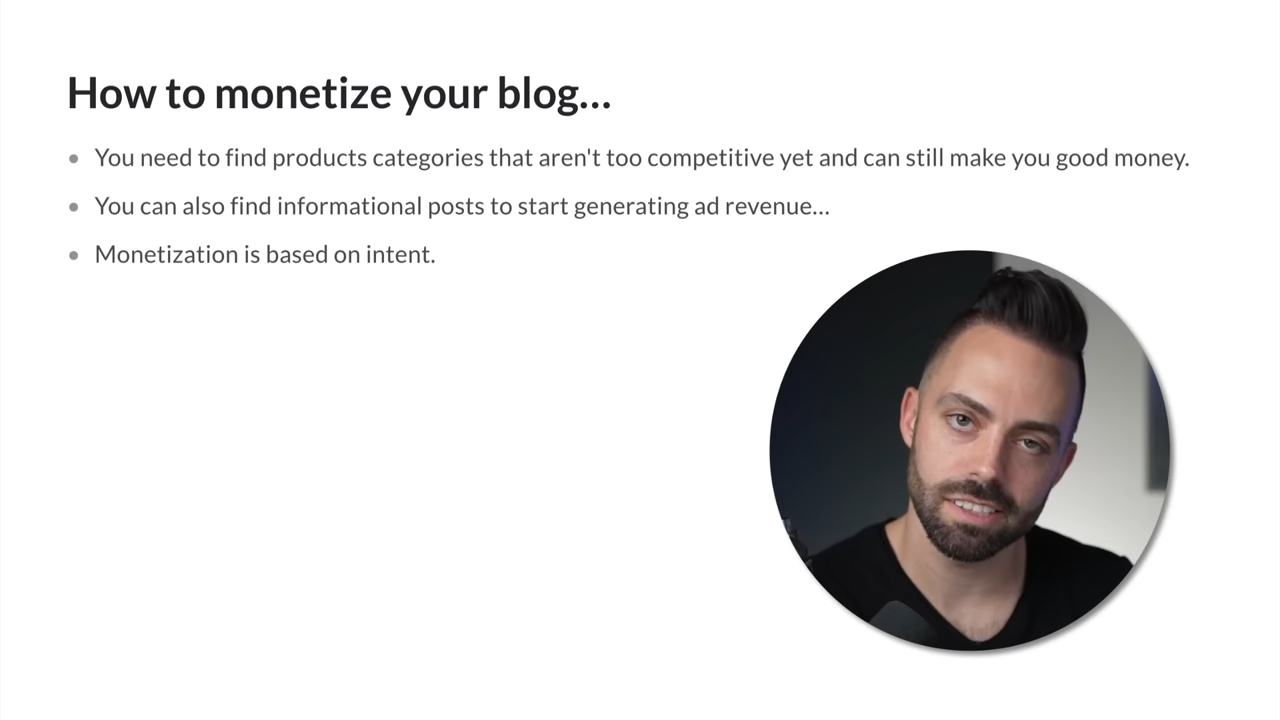 How to monetize your blog...
You need to find products categories that aren't too competitive yet and can still make you good money.
You can also find informational posts to start generating ad revenue...
Monetization is based on intent.